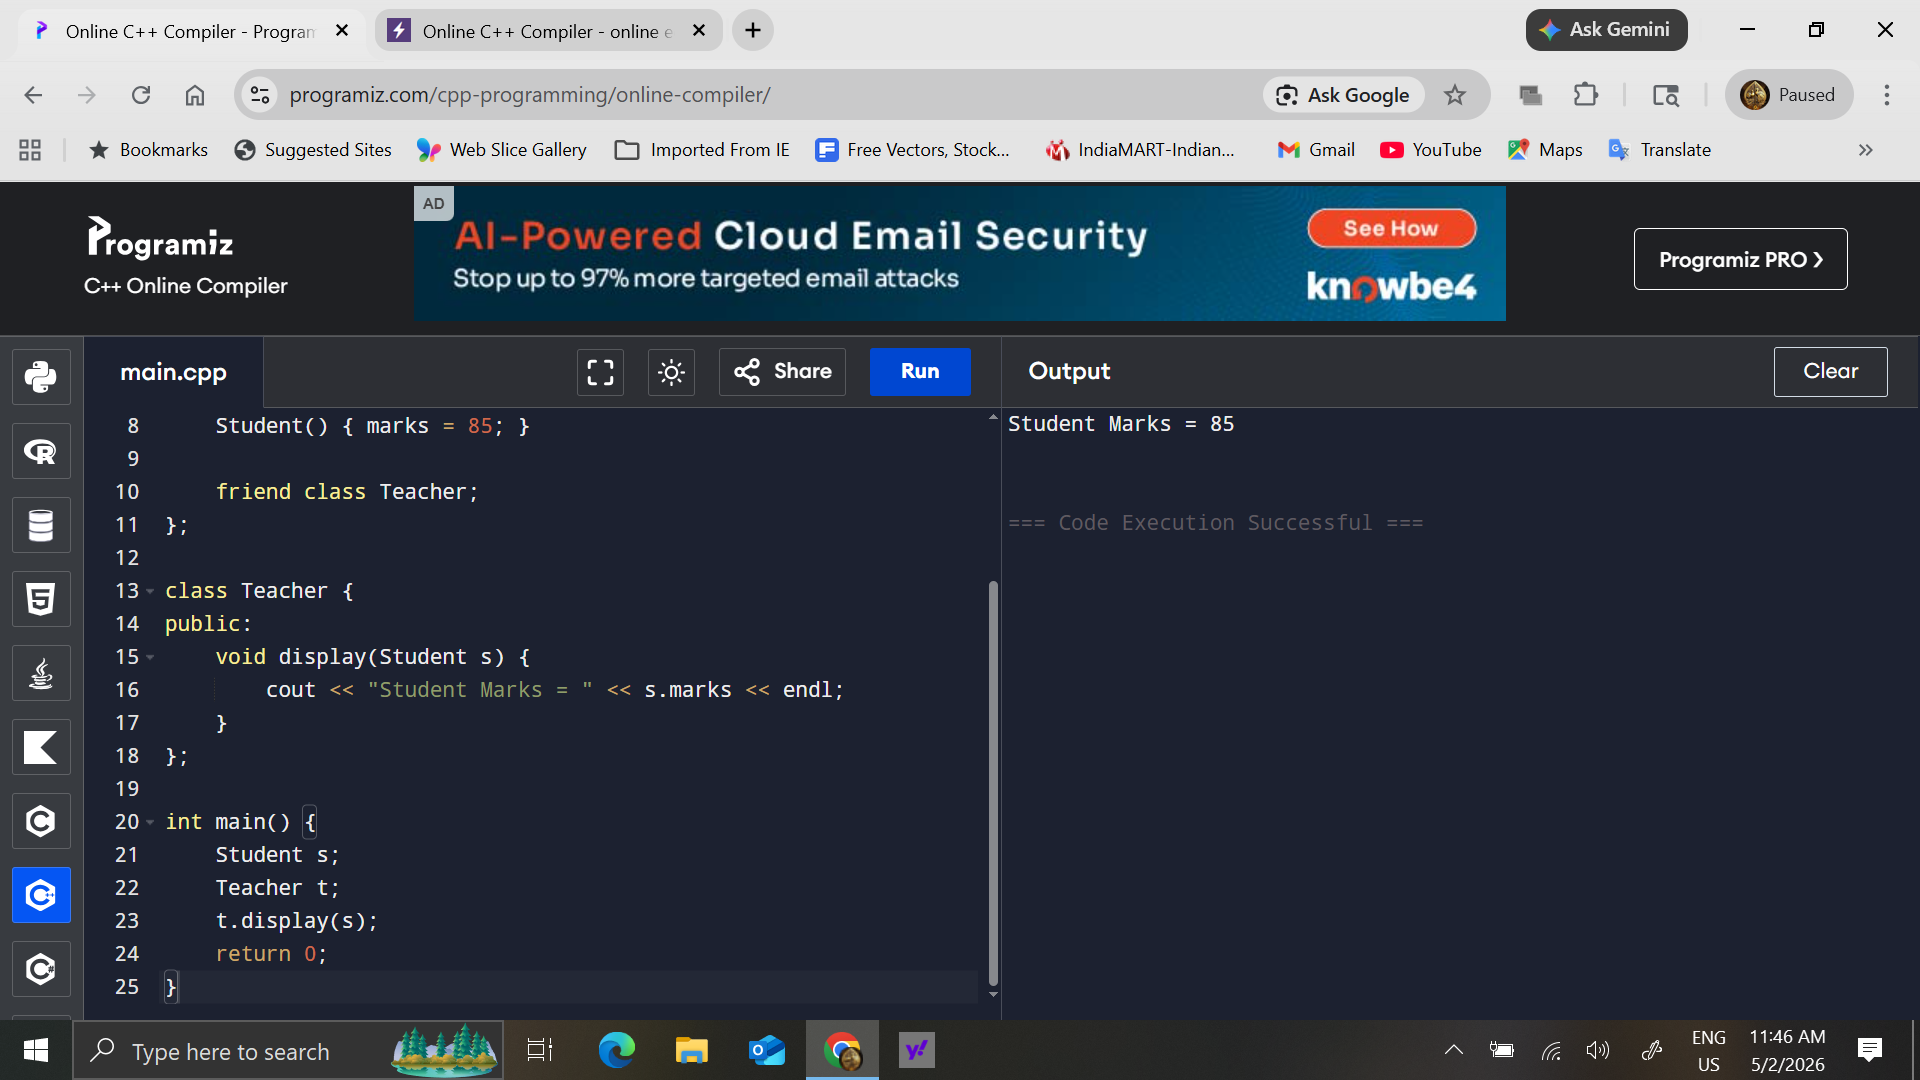 Online C++ Compiler - Program
Online C++ Compiler - online e
Ask Gemini
programiz.com/cpp-programming/online-compiler/
Ask Google
Paused
Bookmarks
Suggested Sites
Web Slice Gallery
Imported From IE
Free Vectors, Stock...
IndiaMART-Indian...
Gmail
YouTube
Maps
Translate
Programiz
C++ Online Compiler
AD
AI-Powered Cloud Email Security
Stop up to 97% more targeted email attacks
See How
knowbe4
Programiz PRO
main.cpp
Share
Run
Output
Clear
8 Student() { marks = 85; }
9
10 friend class Teacher;
11 };
12
13 class Teacher {
14 public:
15 void display(Student s) {
16 cout << "Student Marks = " << s.marks << endl;
17 }
18 };
19
20 int main() {
21 Student s;
22 Teacher t;
23 t.display(s);
24 return 0;
25 }
Student Marks = 85
=== Code Execution Successful ===
Type here to search
ENG
US
11:46 AM
5/2/2026